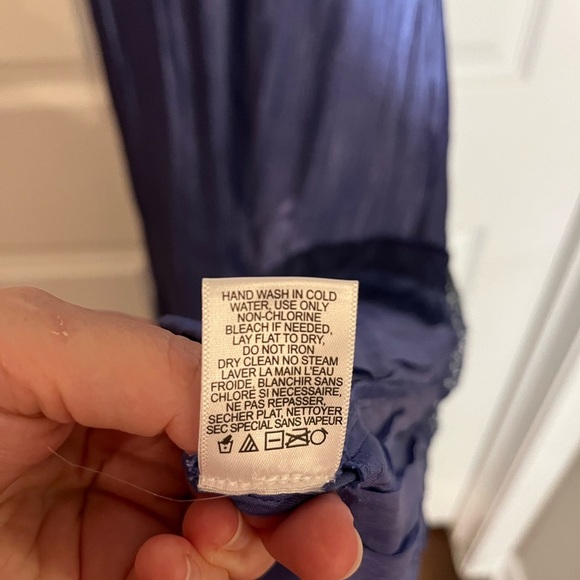 HAND WASH IN COLD
WATER, USE ONLY
NON-CHLORINE
BLEACH IF NEEDED,
LAY FLAT TO DRY,
DO NOT IRON
DRY CLEAN NO STEAM
LAVER LA MAIN L'EAU
FROIDE, BLANCHIR SANS
CHLORE SI NECESSAIRE,
NE PAS REPASSER,
SECHER PLAT, NETTOYER
SEC SPECIAL SANS VAPEUR